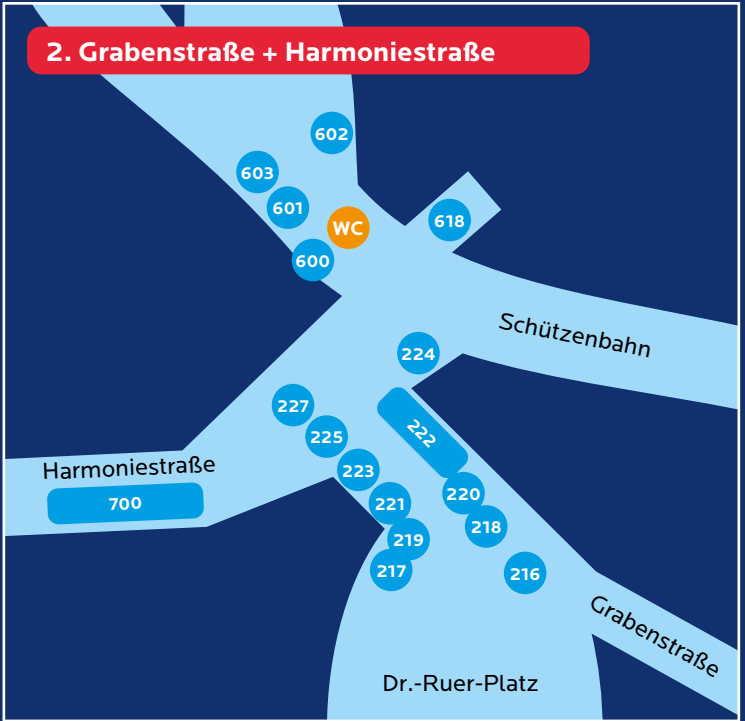 2. Grabenstraße + Harmoniestraße
602
603
601
618
WC
600
Schützenbahn
224
227
222
225
Harmoniestraße
223
700
220
221
218
219
217
216
Grabenstraße
Dr.-Ruer-Platz